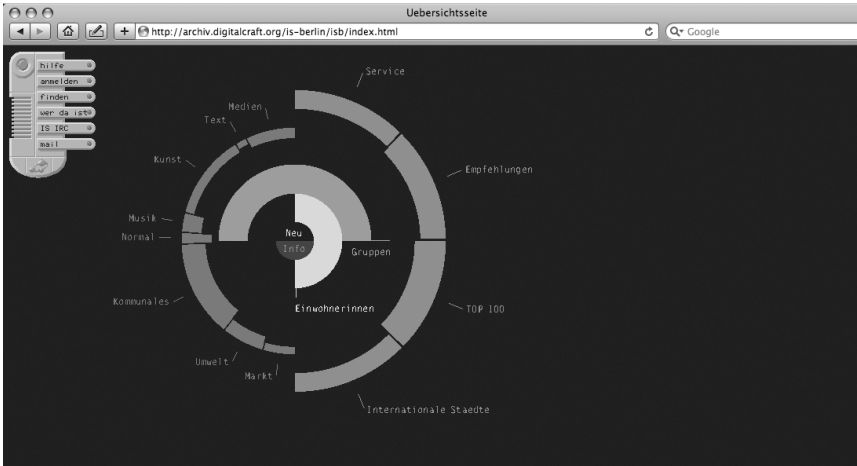 Uebersichtsseite
http://archiv.digitalcraft.org/is-berlin/isb/index.html
Google
hilfe
anmelden
finden
wer da ist
IS IRC
mail
Service
Medien
Text
Kunst
Empfehlungen
Musik
Normal
Neu
Info
Gruppen
Kommunales
Einwohnerinnen
TOP 100
Umwelt
Markt
Internationale Staedte